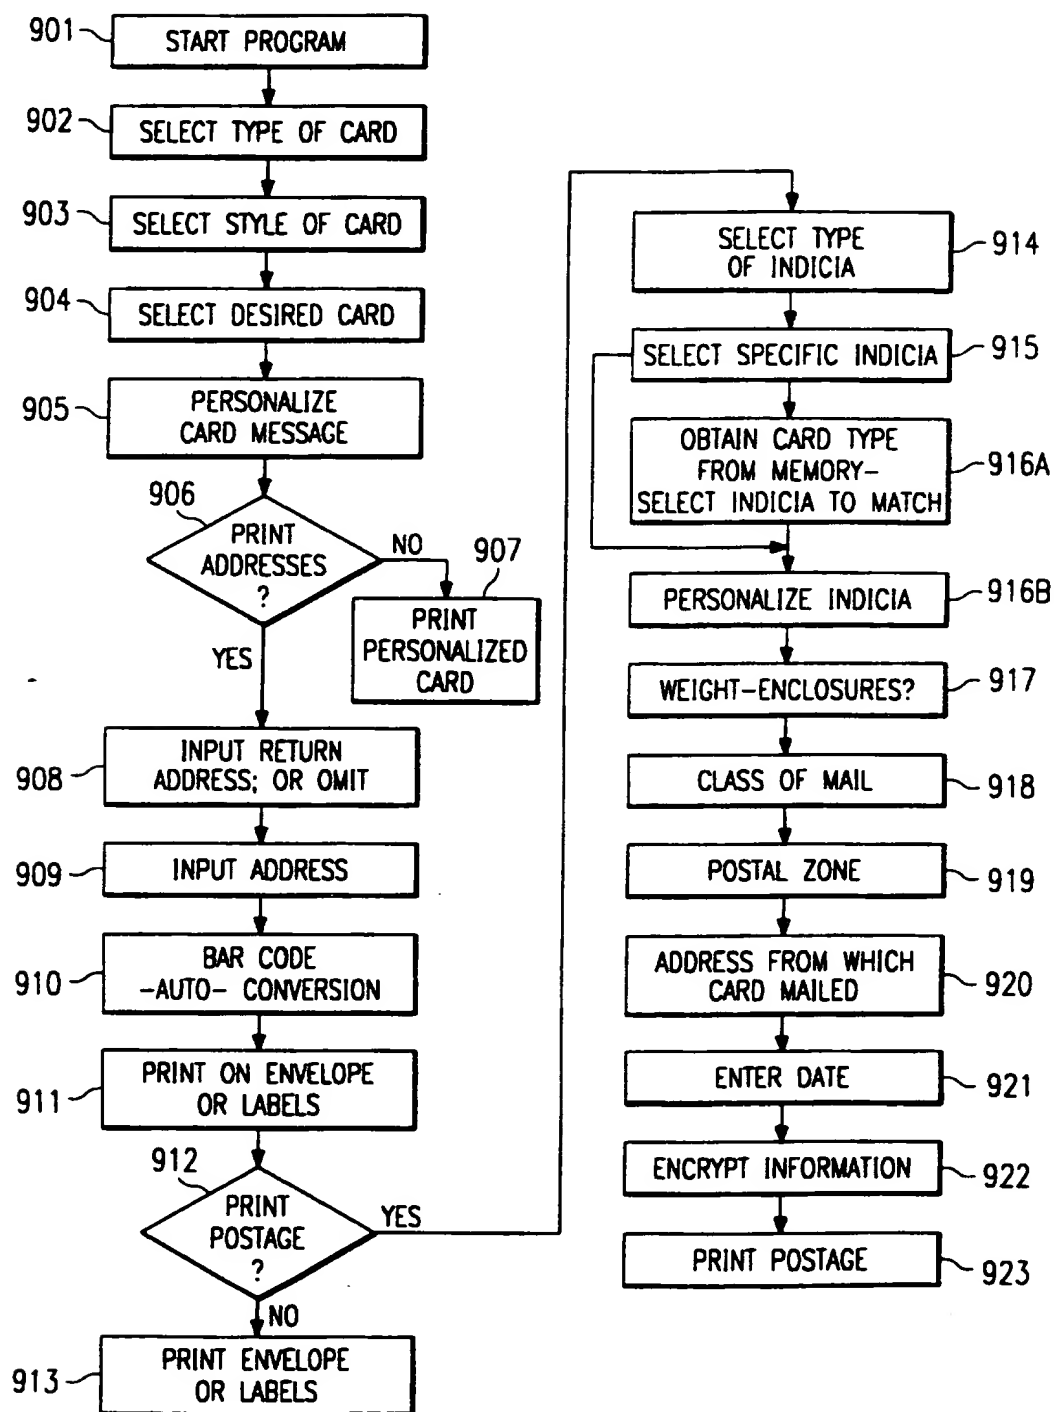 901
START PROGRAM
902
SELECT TYPE OF CARD
903
SELECT STYLE OF CARD
904
SELECT DESIRED CARD
905
PERSONALIZE
CARD MESSAGE
906
PRINT
ADDRESSES
?
NO
907
PRINT
PERSONALIZED
CARD
YES
908
INPUT RETURN
ADDRESS; OR OMIT
909
INPUT ADDRESS
910
BAR CODE
-AUTO- CONVERSION
911
PRINT ON ENVELOPE
OR LABELS
912
PRINT
POSTAGE
?
YES
NO
913
PRINT ENVELOPE
OR LABELS
SELECT TYPE
OF INDICIA
914
SELECT SPECIFIC INDICIA
915
OBTAIN CARD TYPE
FROM MEMORY-
SELECT INDICIA TO MATCH
916A
PERSONALIZE INDICIA
916B
WEIGHT-ENCLOSURES?
917
CLASS OF MAIL
918
POSTAL ZONE
919
ADDRESS FROM WHICH
CARD MAILED
920
ENTER DATE
921
ENCRYPT INFORMATION
922
PRINT POSTAGE
923